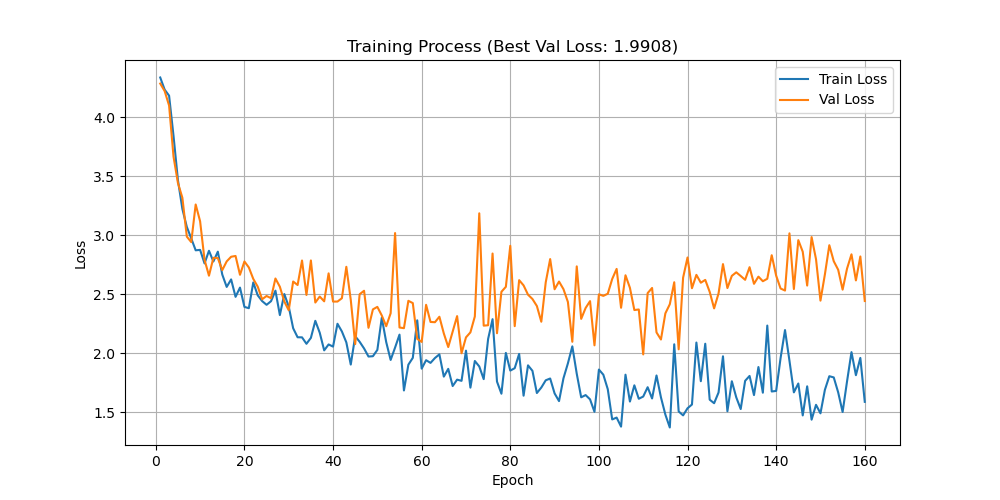 Training Process (Best Val Loss: 1.9908)
Train Loss
Val Loss
4.0
3.5
3.0
2.5
2.0
1.5
Loss
0 20 40 60 80 100 120 140 160
Epoch